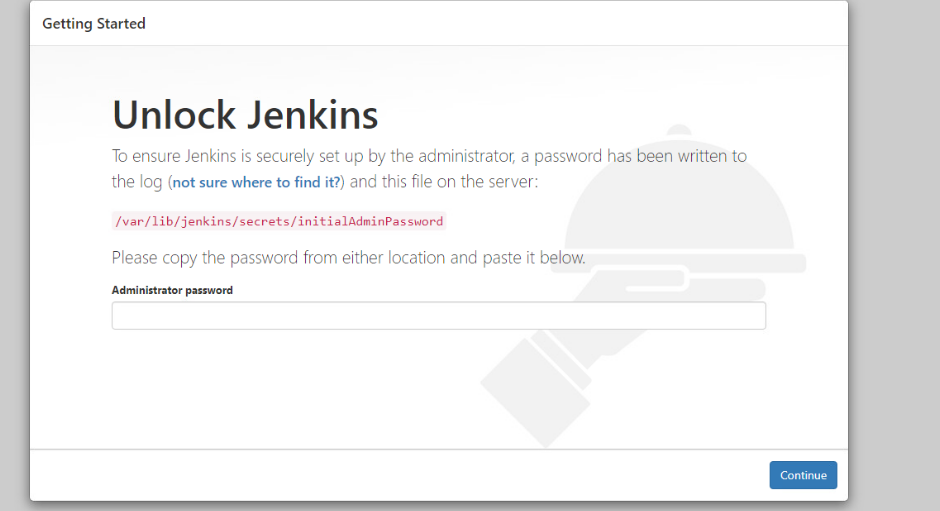 Getting Started
Unlock Jenkins
To ensure Jenkins is securely set up by the administrator, a password has been written to
the log (not sure where to find it?) and this file on the server:
/var/lib/jenkins/secrets/initialAdminPassword
Please copy the password from either location and paste it below.
Administrator password
Continue